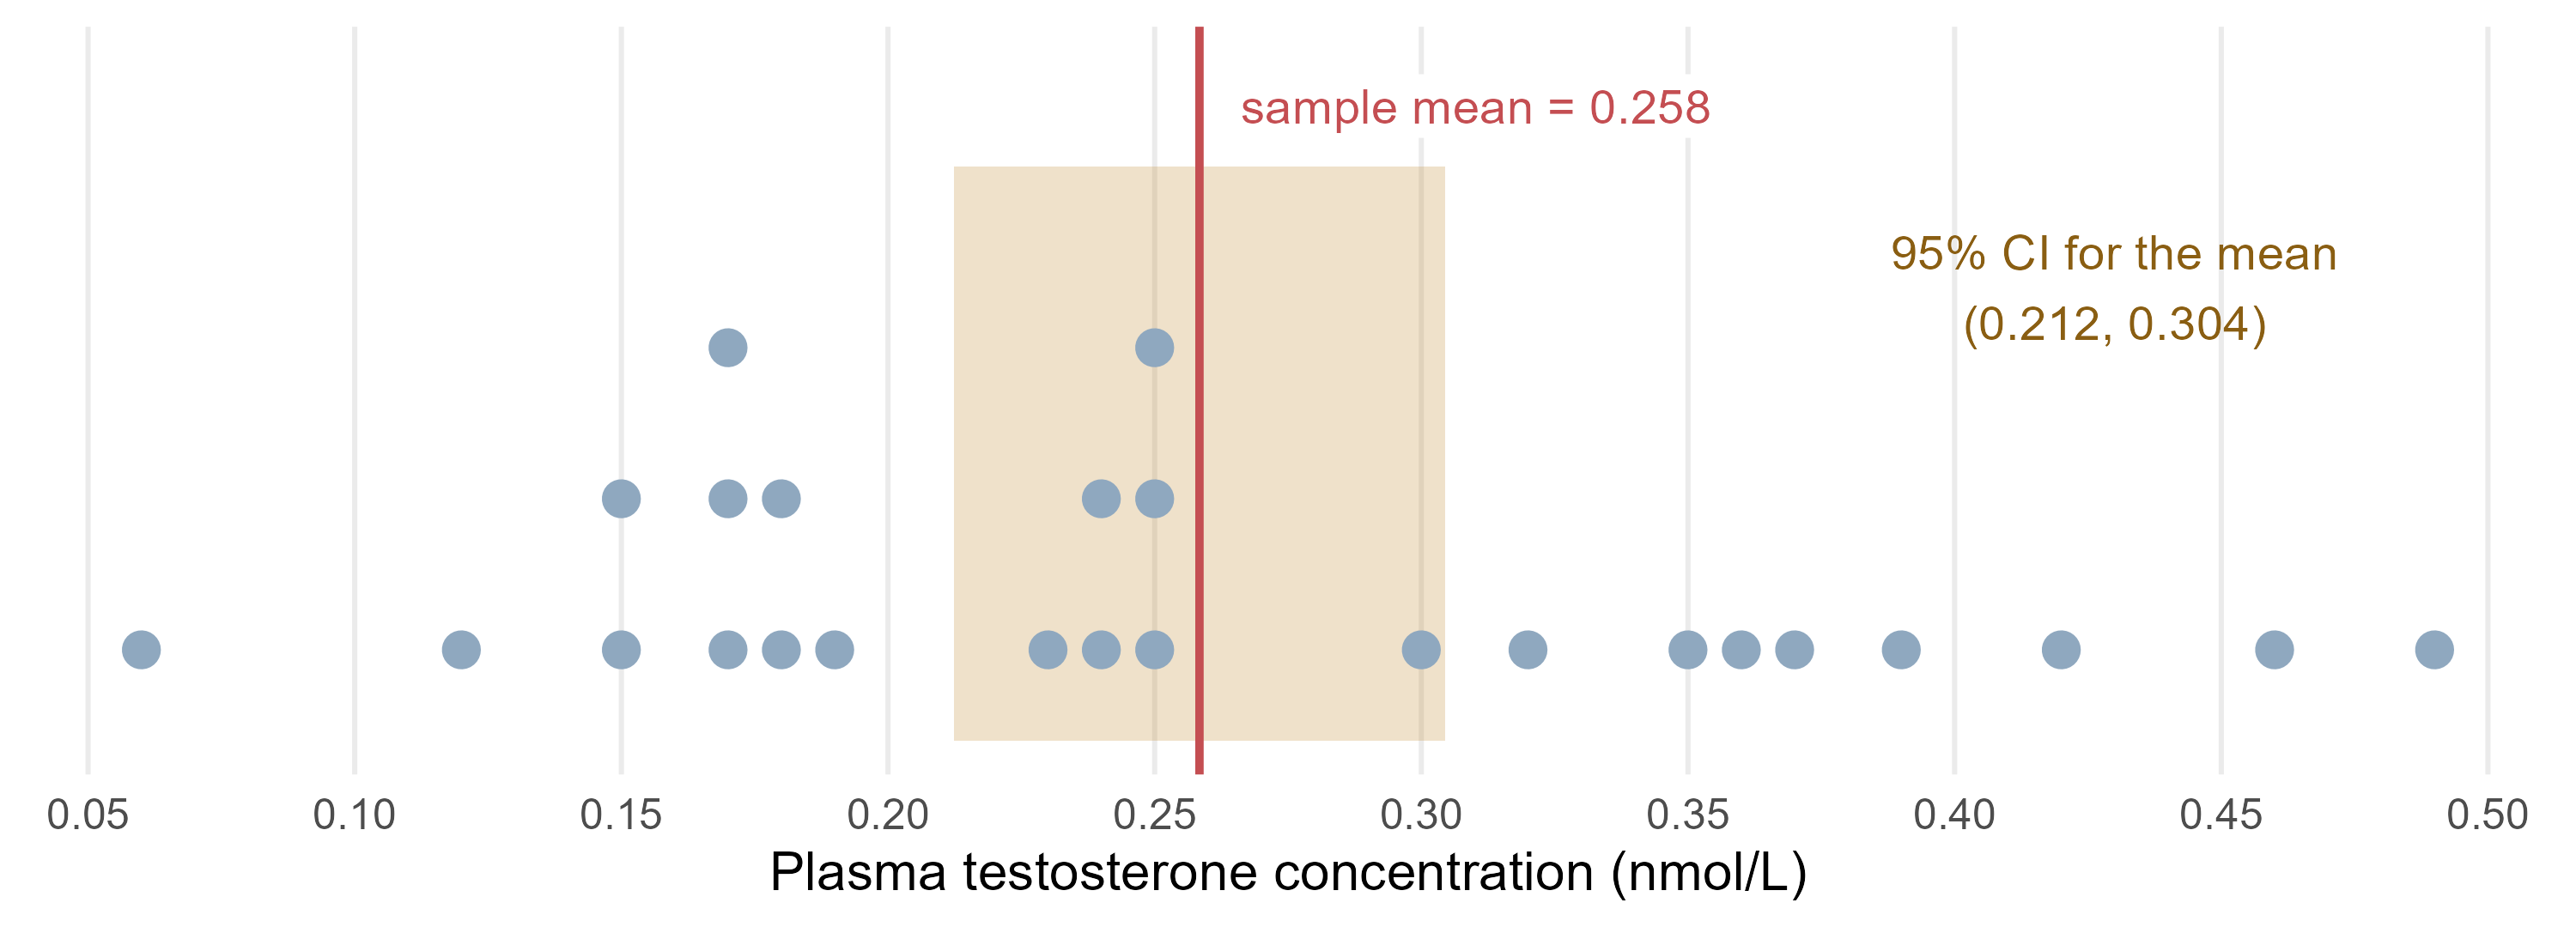 sample mean = 0.258
95% CI for the mean
(0.212, 0.304)
0.05 0.10 0.15 0.20 0.25 0.30 0.35 0.40 0.45 0.50
Plasma testosterone concentration (nmol/L)